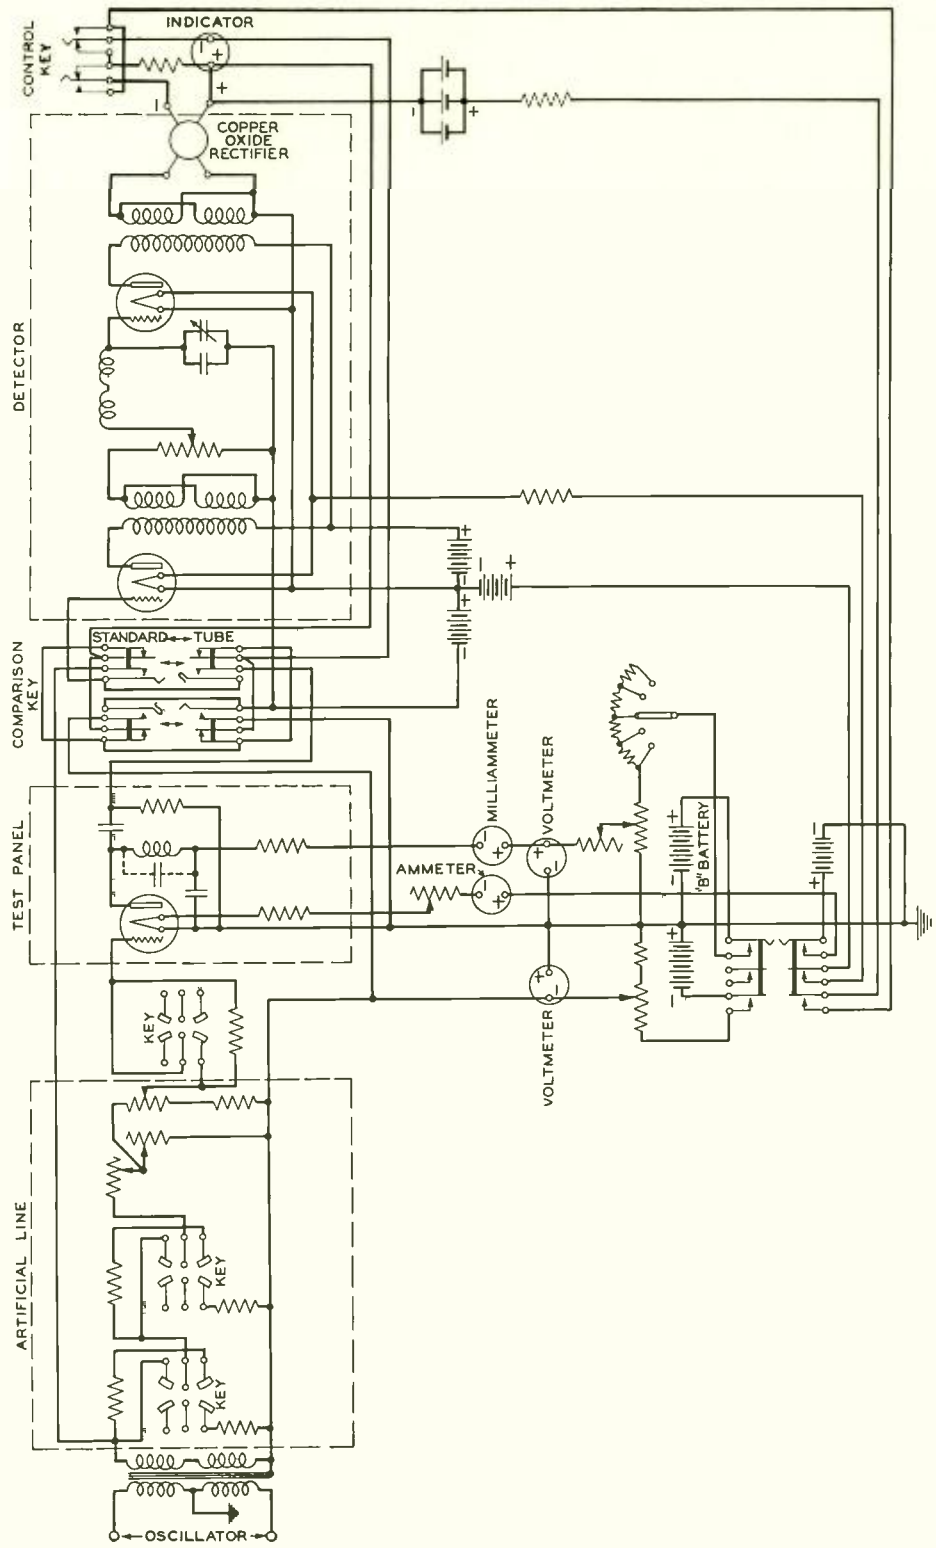 INDICATOR
CONTROL
KEY
COPPER
OXIDE
RECTIFIER
DETECTOR
STANDARD↔TUBE
COMPARISON
KEY
MILLIAMMETER
VOLTMETER
AMMETER
"B" BATTERY
TEST PANEL
KEY
VOLTMETER
ARTIFICIAL LINE
KEY
KEY
OSCILLATOR